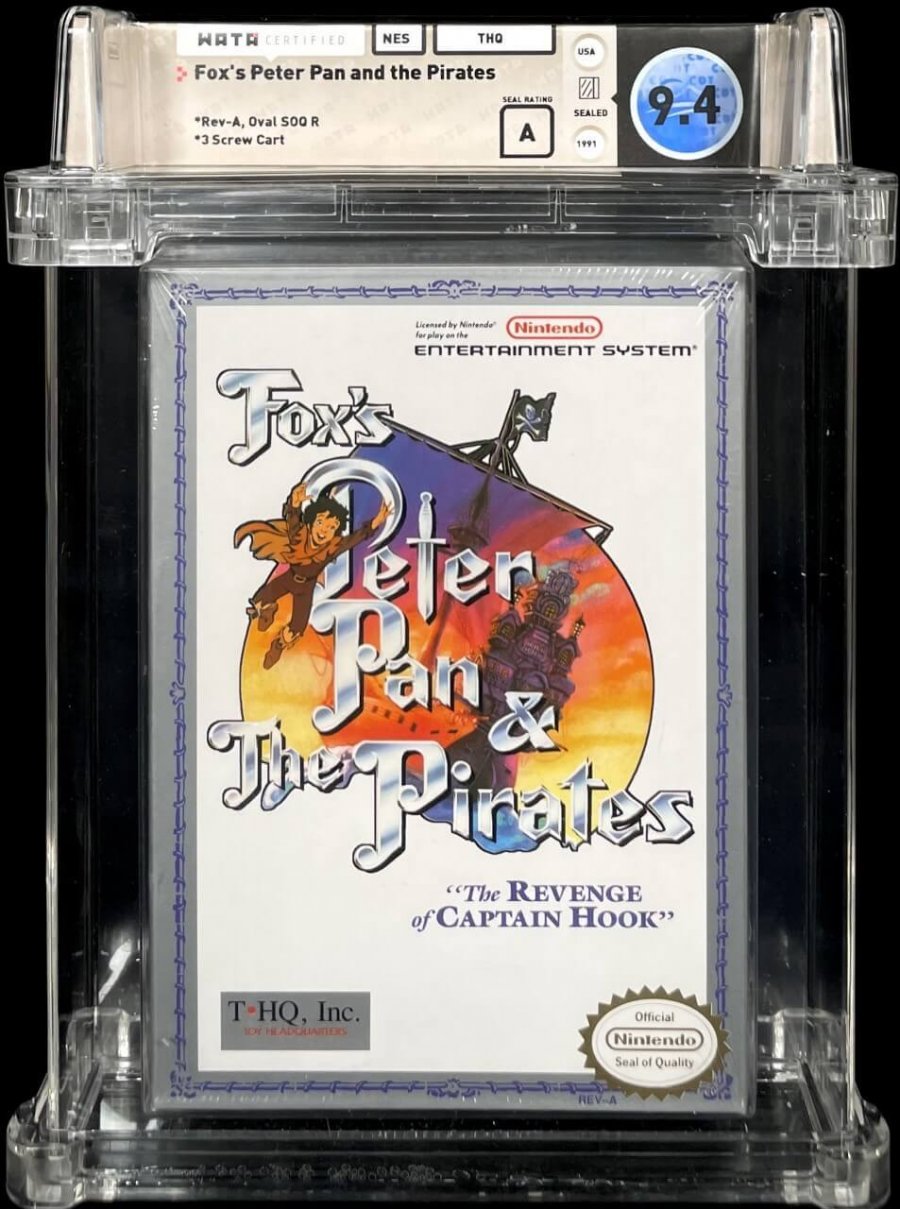 WATA CERTIFIED
NES
THQ
Fox's Peter Pan and the Pirates
*Rev-A, Oval SOQ R
*3 Screw Cart
SEAL RATING
A
USA
SEALED
1991
9.4
Licensed by Nintendo®
for play on the
Nintendo
ENTERTAINMENT SYSTEM®
Fox's
Peter
Pan
&
The Pirates
"The REVENGE
of CAPTAIN HOOK"
T•HQ, Inc.
TOY HEADQUARTERS
Official
Nintendo
Seal of Quality
REV-A